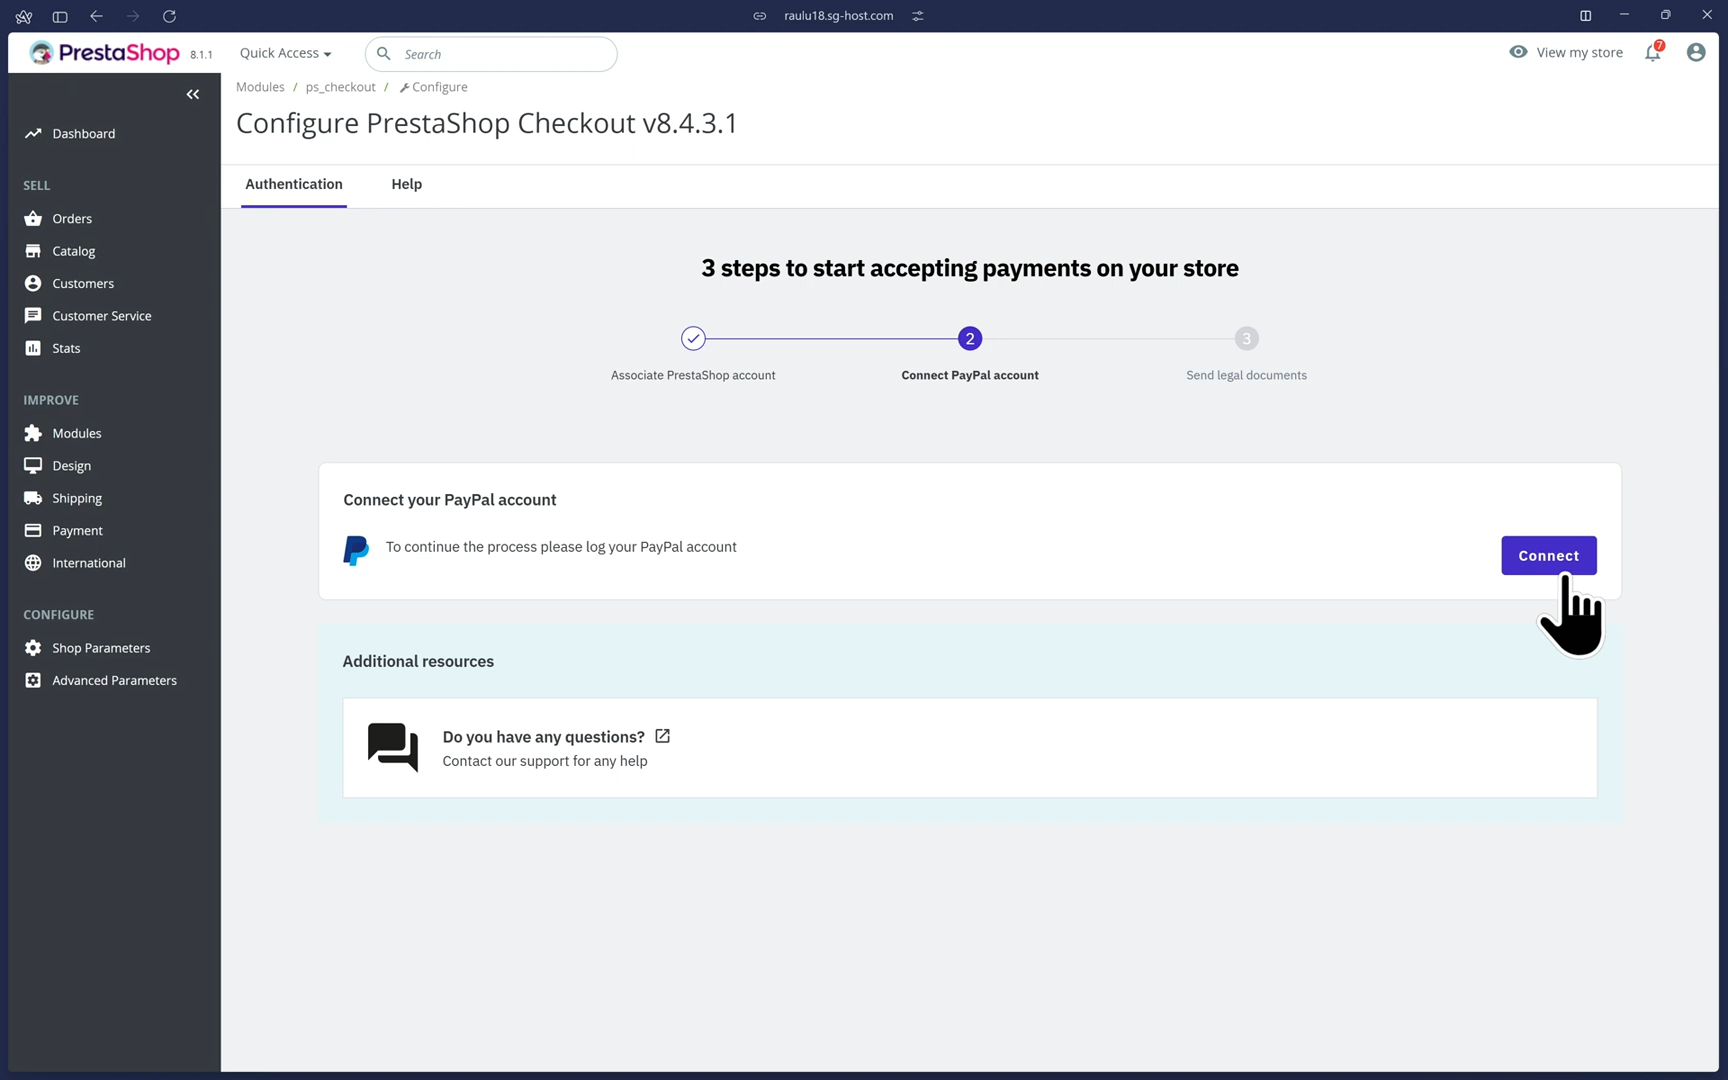 raulu18.sg-host.com
PrestaShop 8.1.1
Quick Access
Search
View my store
7
Modules / ps_checkout / Configure
Configure PrestaShop Checkout v8.4.3.1
Authentication
Help
Dashboard
SELL
Orders
Catalog
Customers
Customer Service
Stats
IMPROVE
Modules
Design
Shipping
Payment
International
CONFIGURE
Shop Parameters
Advanced Parameters
3 steps to start accepting payments on your store
2
3
Associate PrestaShop account
Connect PayPal account
Send legal documents
Connect your PayPal account
To continue the process please log your PayPal account
Connect
Additional resources
Do you have any questions?
Contact our support for any help